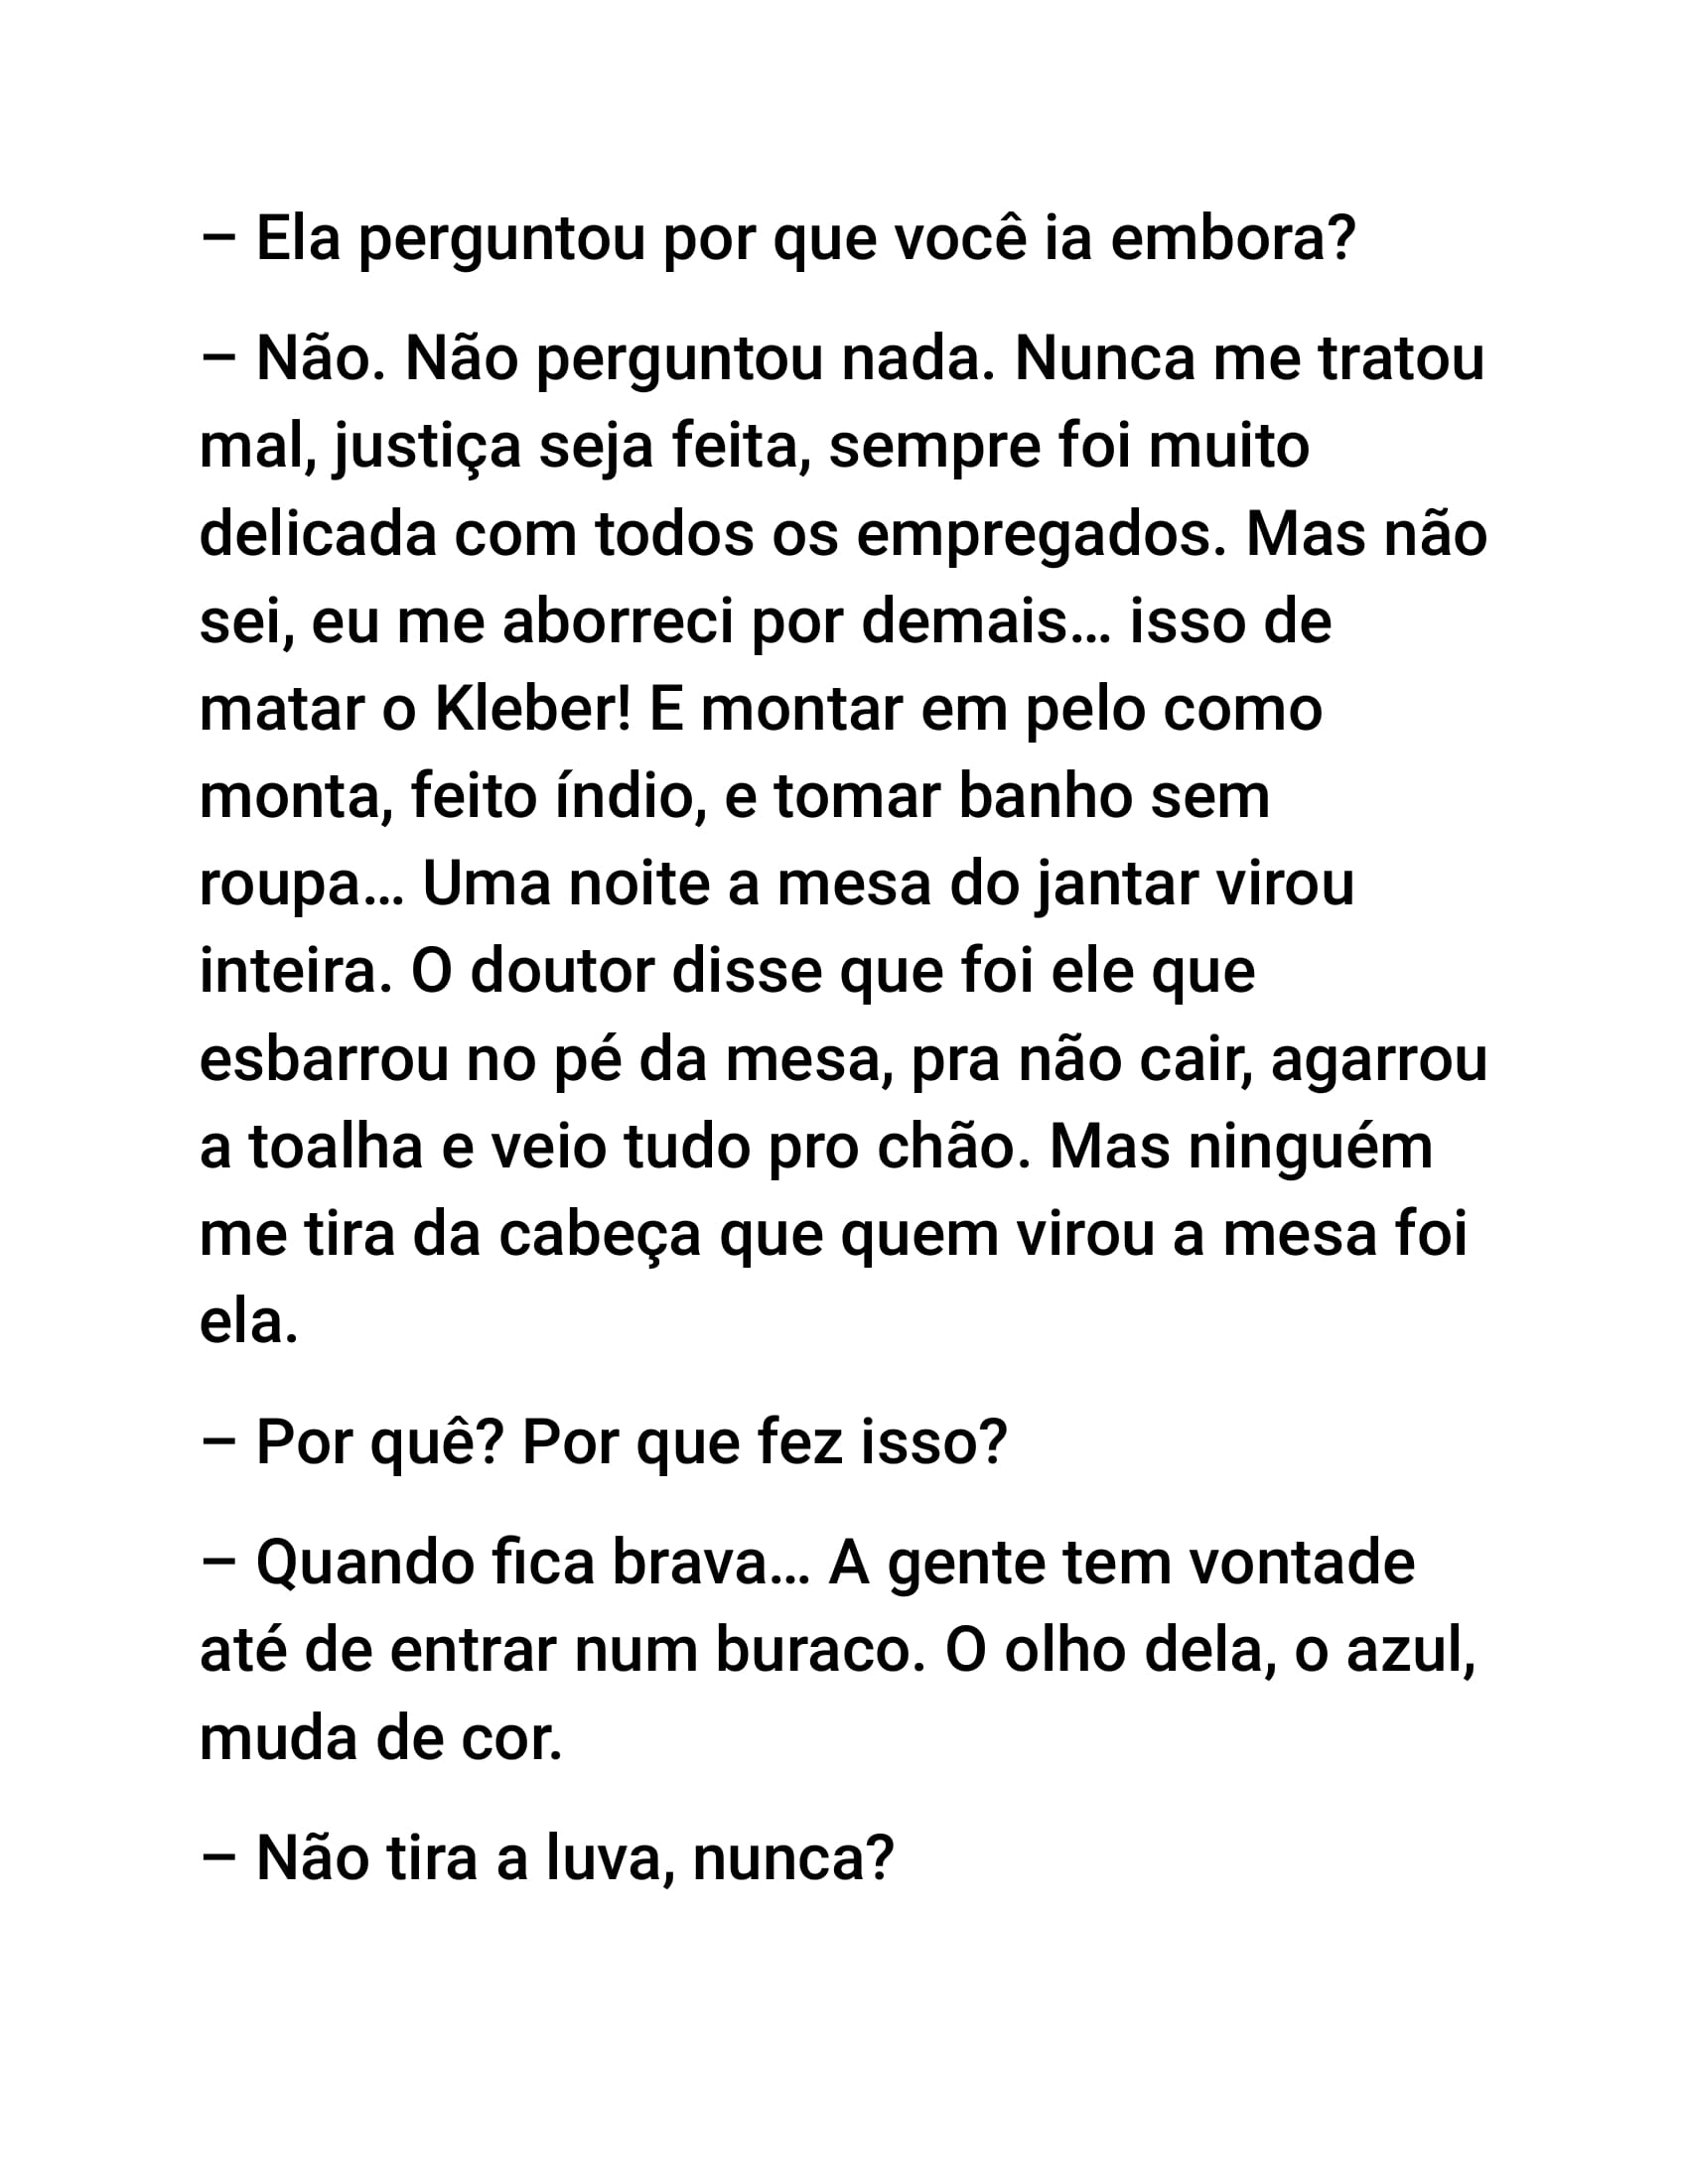 – Ela perguntou por que você ia embora?
– Não. Não perguntou nada. Nunca me tratou
mal, justiça seja feita, sempre foi muito
delicada com todos os empregados. Mas não
sei, eu me aborreci por demais… isso de
matar o Kleber! E montar em pelo como
monta, feito índio, e tomar banho sem
roupa… Uma noite a mesa do jantar virou
inteira. O doutor disse que foi ele que
esbarrou no pé da mesa, pra não cair, agarrou
a toalha e veio tudo pro chão. Mas ninguém
me tira da cabeça que quem virou a mesa foi
ela.
– Por quê? Por que fez isso?
– Quando fica brava… A gente tem vontade
até de entrar num buraco. O olho dela, o azul,
muda de cor.
– Não tira a luva, nunca?